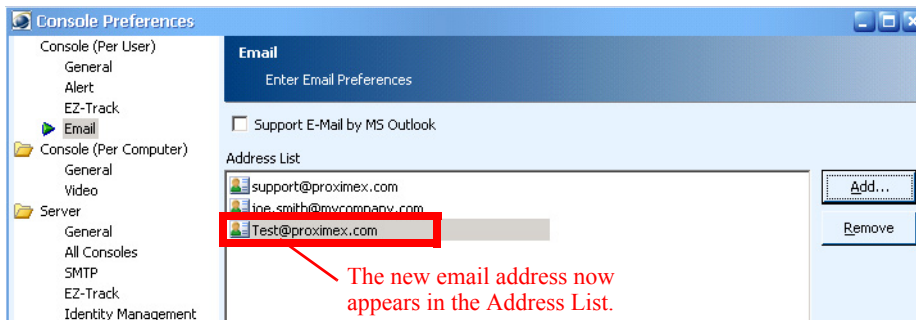 Console Preferences
Console (Per User)
General
Alert
EZ-Track
Email
Console (Per Computer)
General
Video
Server
General
All Consoles
SMTP
EZ-Track
Identity Management
Email
Enter Email Preferences
Support E-Mail by MS Outlook
Address List
support@proximex.com
joe.smith@mycompany.com
Test@proximex.com
Add...
Remove
The new email address now
appears in the Address List.